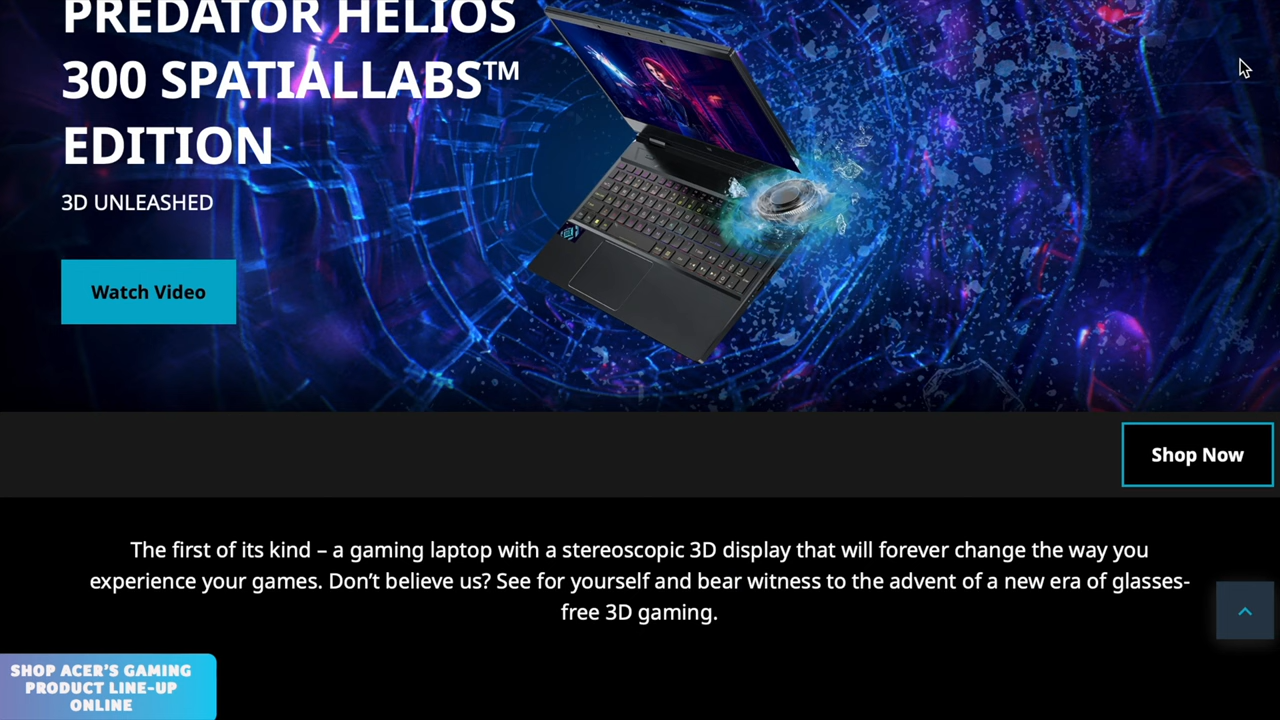 PREDATOR HELIOS
300 SPATIALLABS™
EDITION
3D UNLEASHED
Watch Video
Shop Now
The first of its kind – a gaming laptop with a stereoscopic 3D display that will forever change the way you
experience your games. Don’t believe us? See for yourself and bear witness to the advent of a new era of glasses-
free 3D gaming.
SHOP ACER’S GAMING
PRODUCT LINE-UP
ONLINE